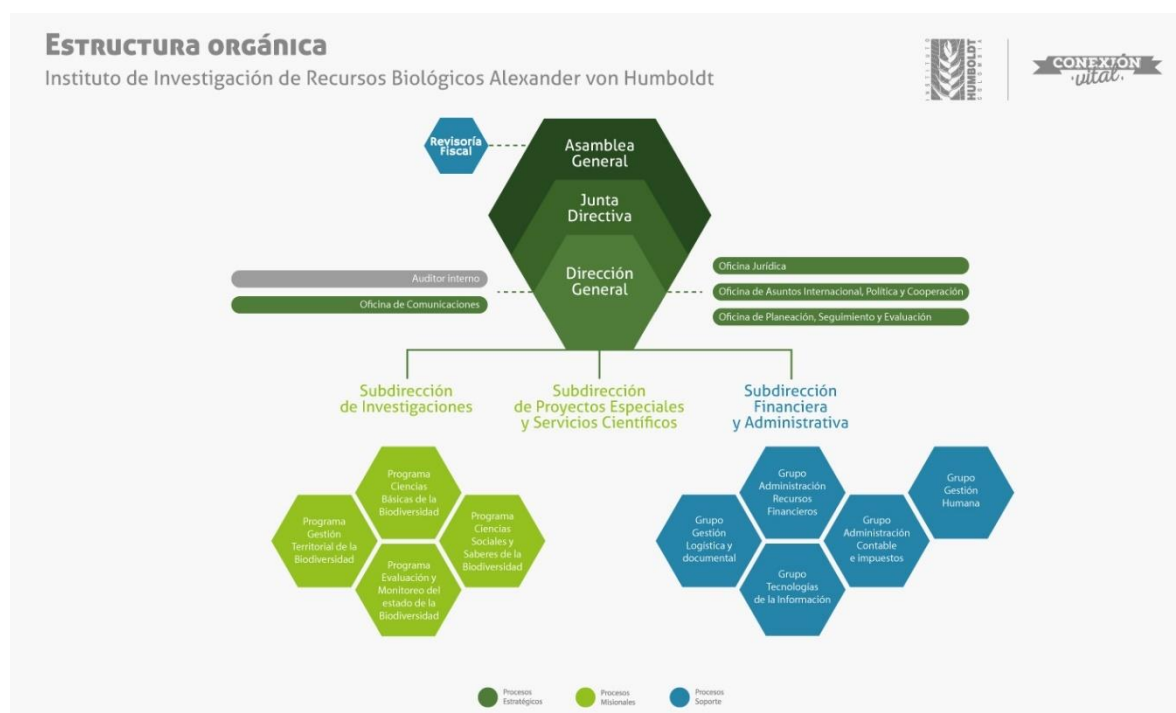 Estructura orgánica
Instituto de Investigación de Recursos Biológicos Alexander von Humboldt
INSTITUTO
HUMBOLDT
COLOMBIA
CONEXIÓN
vital
Revisoría
Fiscal
Asamblea
General
Junta
Directiva
Dirección
General
Auditor interno
Oficina de Comunicaciones
Oficina Jurídica
Oficina de Asuntos Internacional, Política y Cooperación
Oficina de Planeación, Seguimiento y Evaluación
Subdirección
de Investigaciones
Subdirección
de Proyectos Especiales
y Servicios Científicos
Subdirección
Financiera
y Administrativa
Programa
Ciencias
Básicas de la
Biodiversidad
Programa
Gestión
Territorial de la
Biodiversidad
Programa
Ciencias
Sociales y
Saberes de la
Biodiversidad
Programa
Evaluación y
Monitoreo del
estado de la
Biodiversidad
Grupo
Administración
Recursos
Financieros
Grupo
Gestión
Humana
Grupo
Gestión
Logística y
documental
Grupo
Administración
Contable
e impuestos
Grupo
Tecnologías
de la Información
Procesos
Estratégicos
Procesos
Misionales
Procesos
Soporte